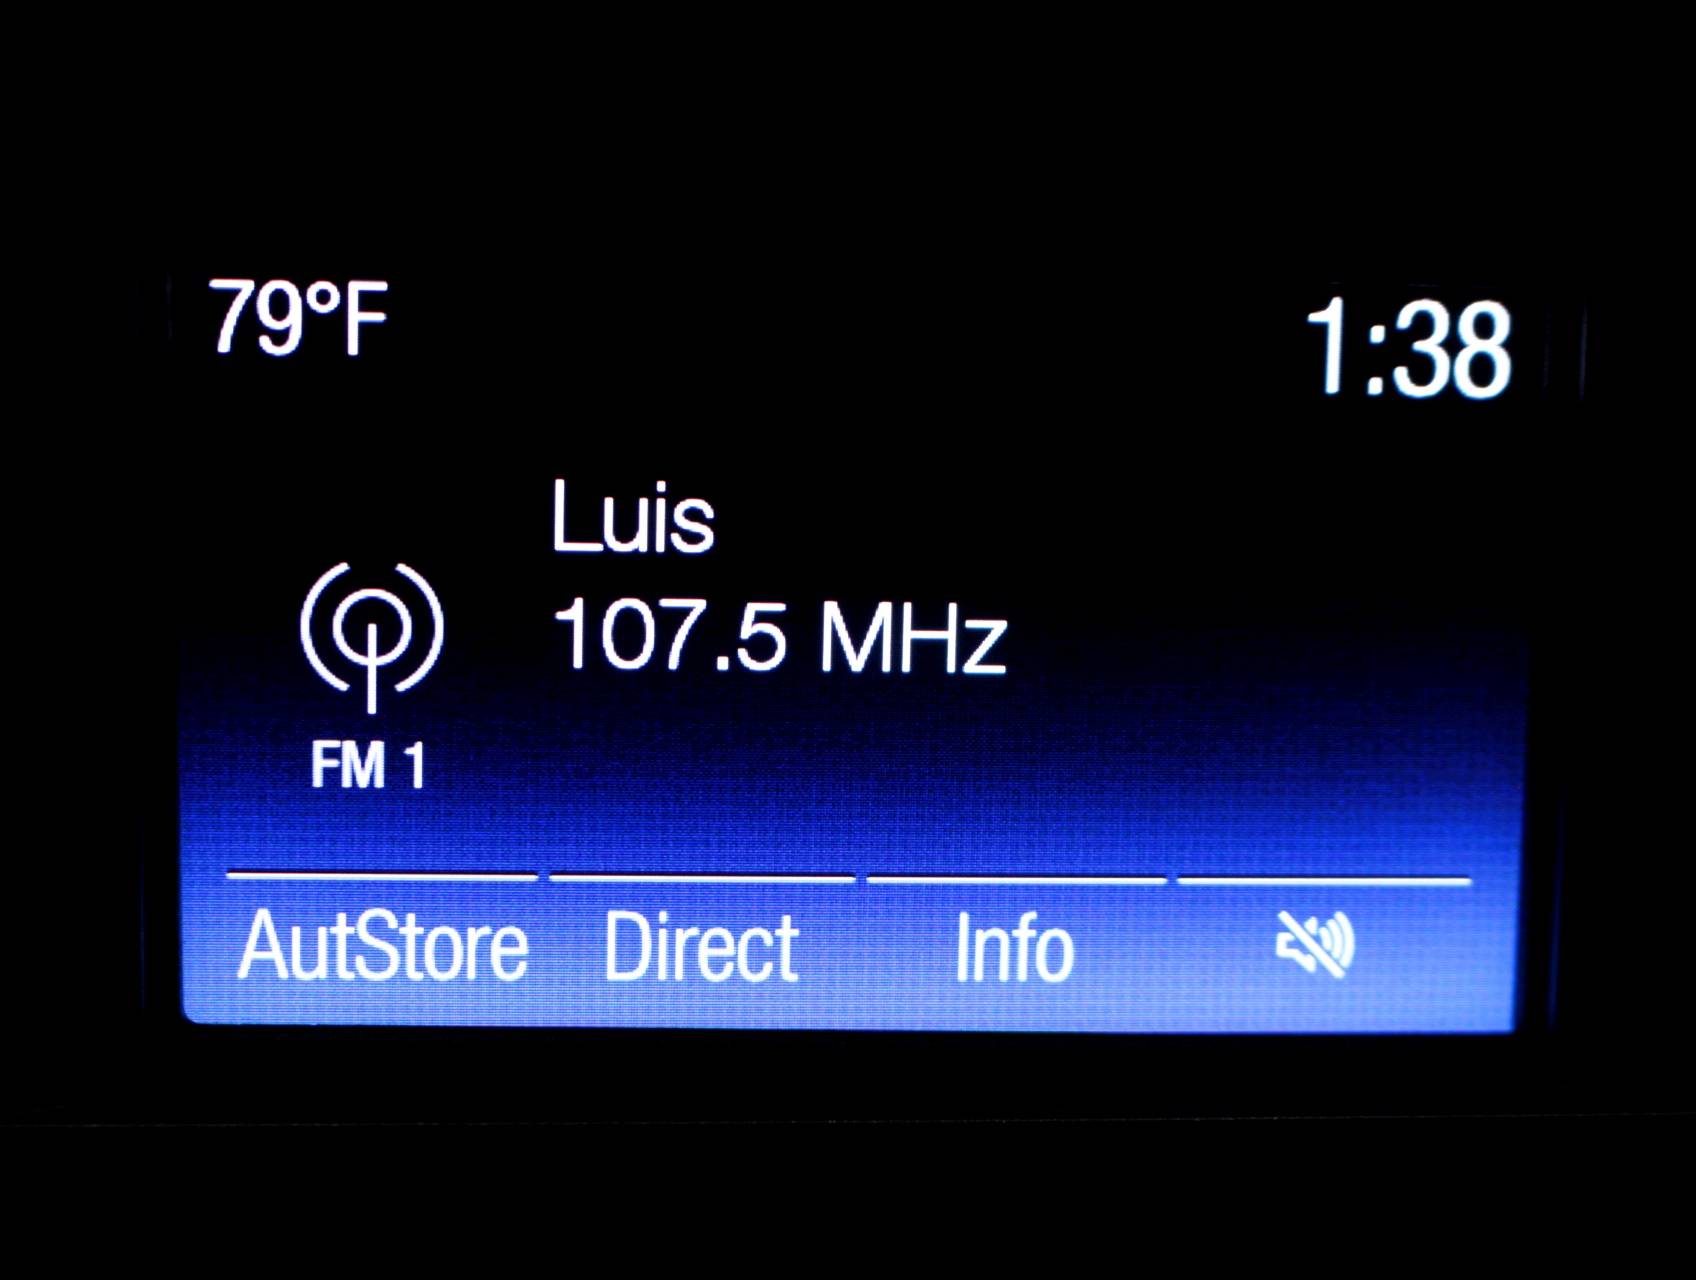 79°F
1:38
Luis
107.5 MHz
FM 1
AutStore Direct Info